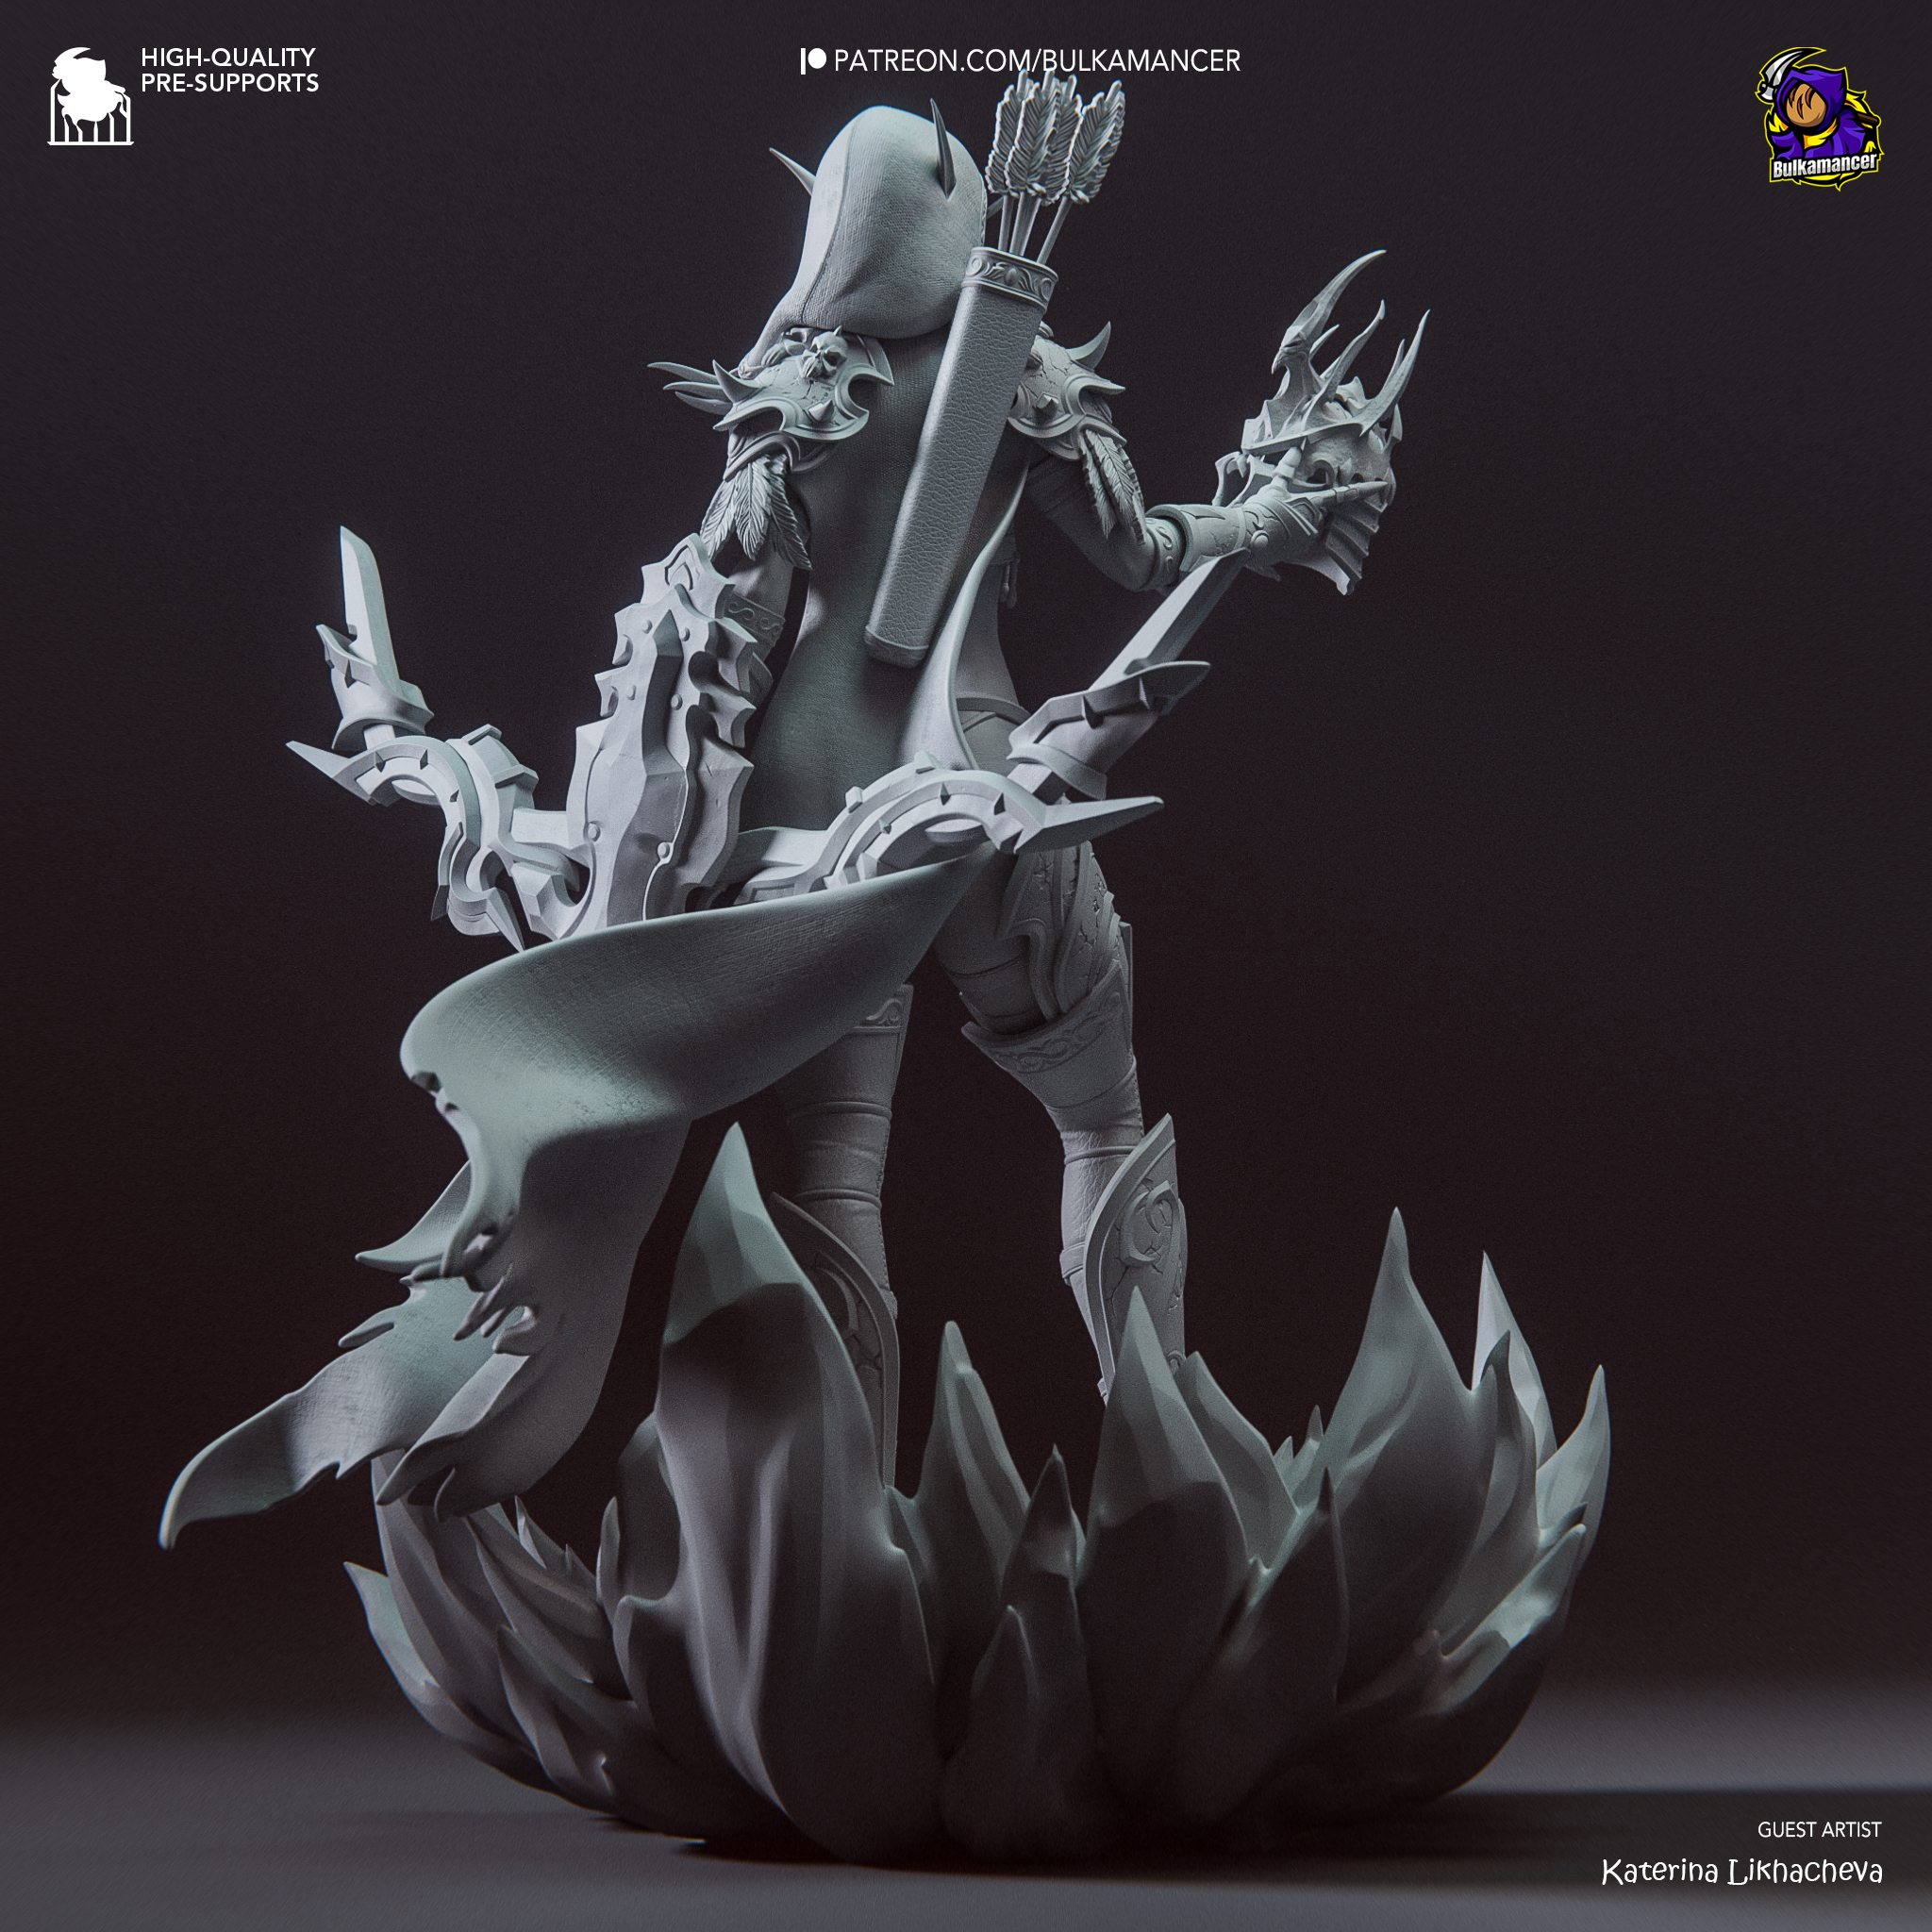 HIGH-QUALITY
PRE-SUPPORTS
PATREON.COM/BULKAMANCER
Bulkamancer
GUEST ARTIST
Katerina Likhacheva